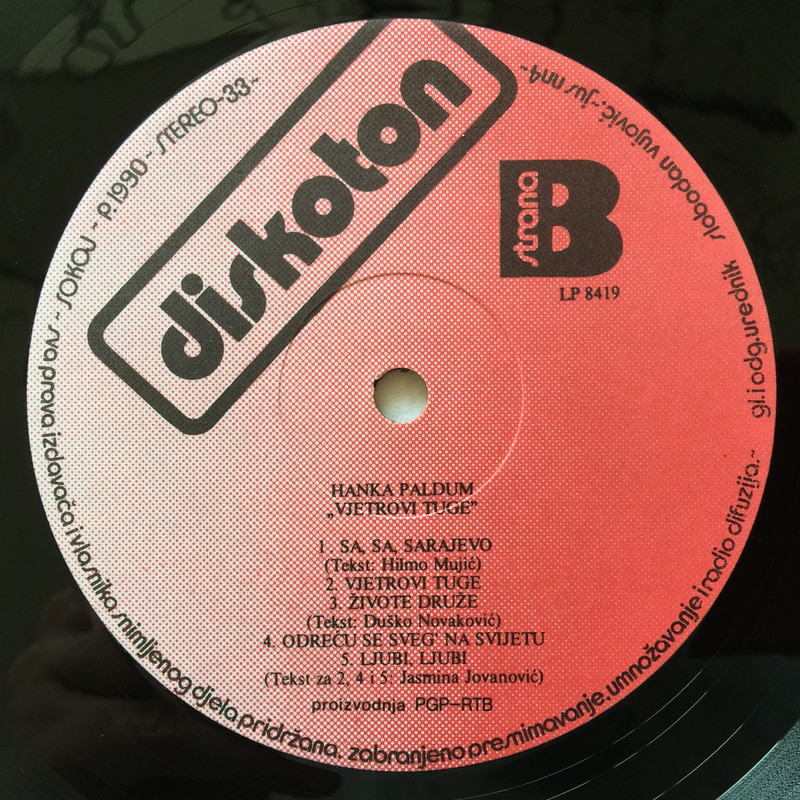 diskoton
strana
B
LP 8419
HANKA PALDUM
„VJETROVI TUGE”
1. SA, SA, SARAJEVO
(Tekst: Hilmo Mujić)
2. VJETROVI TUGE
3. ŽIVOTE DRUŽE
(Tekst: Duško Novaković)
4. ODREĆU SE SVEG' NA SVIJETU
5. LJUBI, LJUBI
(Tekst za 2, 4 i 5: Jasmina Jovanović)
proizvodnja PGP-RTB
STEREO-33- P.1990- SOKOJ - sva prava izdavača i vlasnika snimljenog djela pridržana. zabranjeno presnimavanje, umnožavanje i radio difuzija.- gl. i odg. urednik slobodan vujović,- jus nn4-